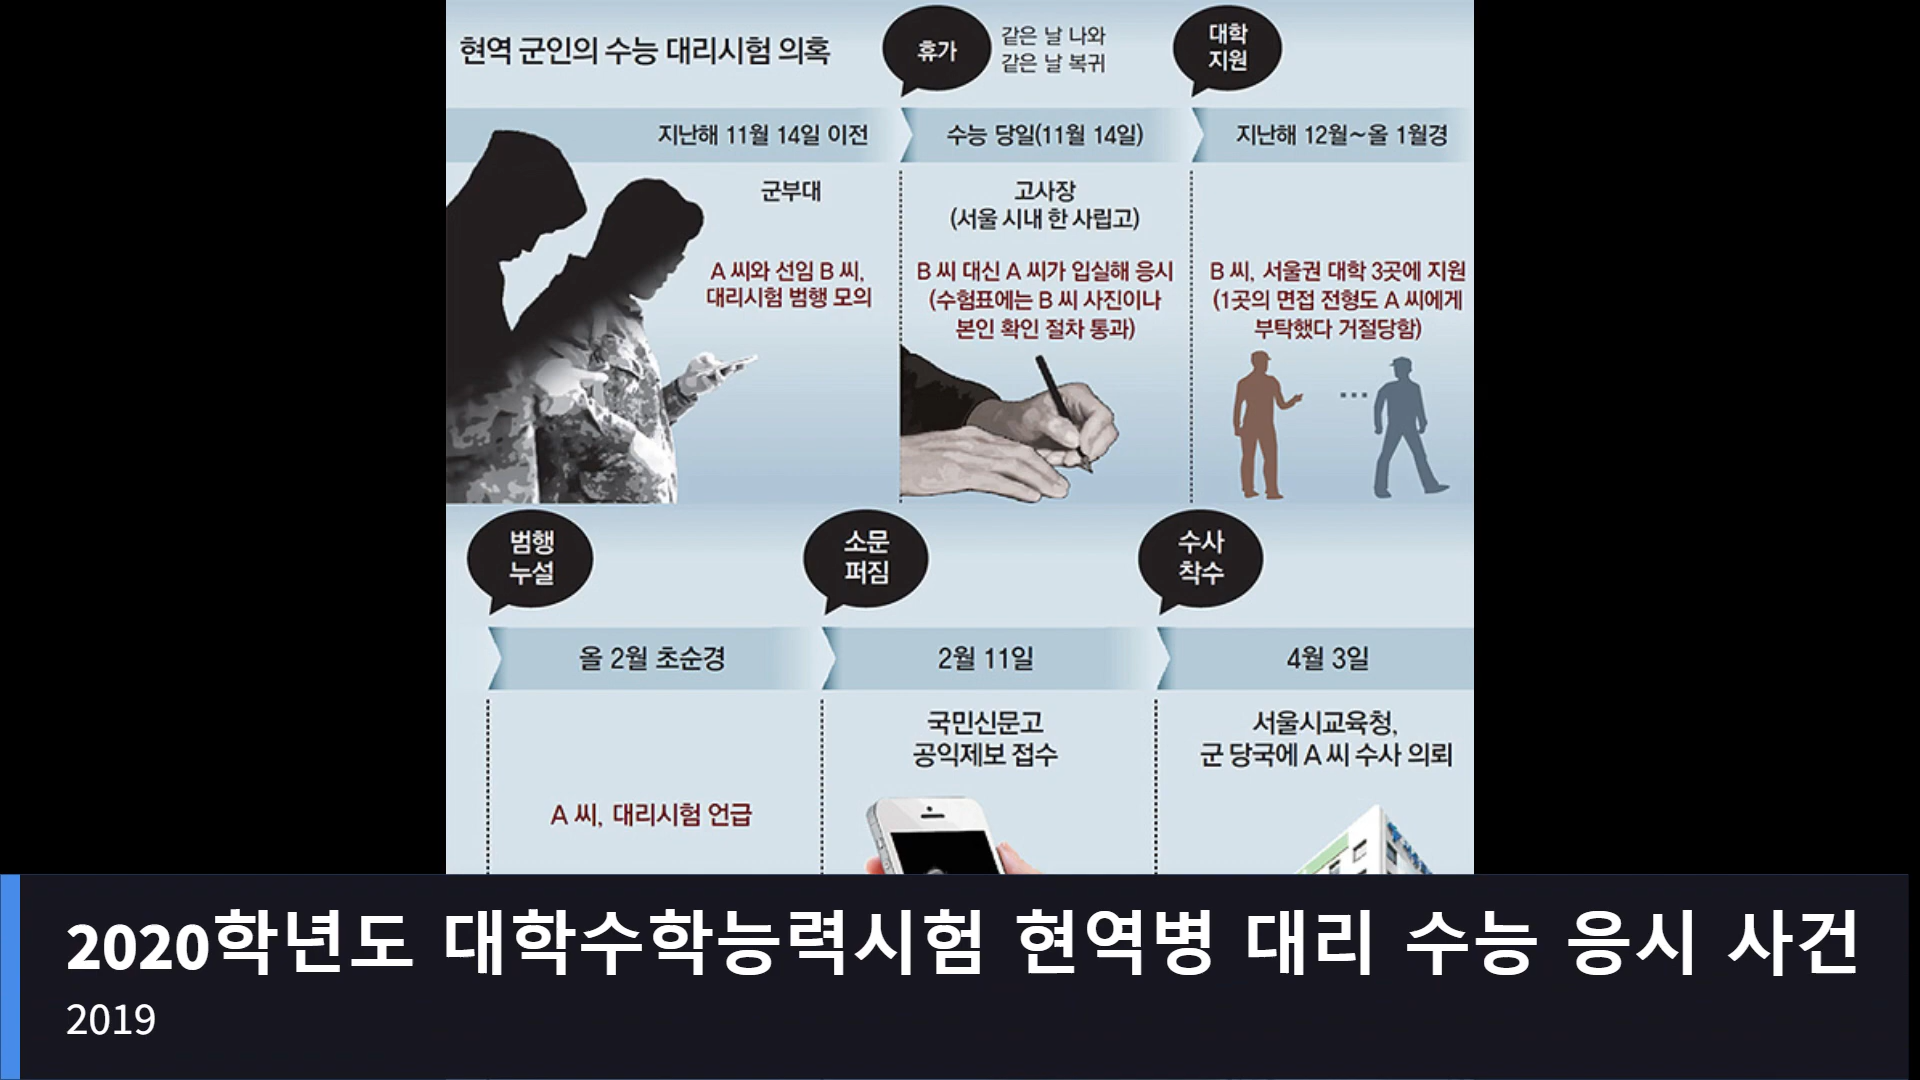 현역 군인의 수능 대리시험 의혹
휴가
같은 날 나와
같은 날 복귀
대학
지원
지난해 11월 14일 이전
수능 당일(11월 14일)
지난해 12월~올 1월경
군부대
A 씨와 선임 B 씨,
대리시험 범행 모의
고사장
(서울 시내 한 사립고)
B 씨 대신 A 씨가 입실해 응시
(수험표에는 B 씨 사진이나
본인 확인 절차 통과)
B 씨, 서울권 대학 3곳에 지원
(1곳의 면접 전형도 A 씨에게
부탁했다 거절당함)
범행
누설
소문
퍼짐
수사
착수
올 2월 초순경
2월 11일
4월 3일
A 씨, 대리시험 언급
국민신문고
공익제보 접수
서울시교육청,
군 당국에 A 씨 수사 의뢰
2020학년도 대학수학능력시험 현역병 대리 수능 응시 사건
2019